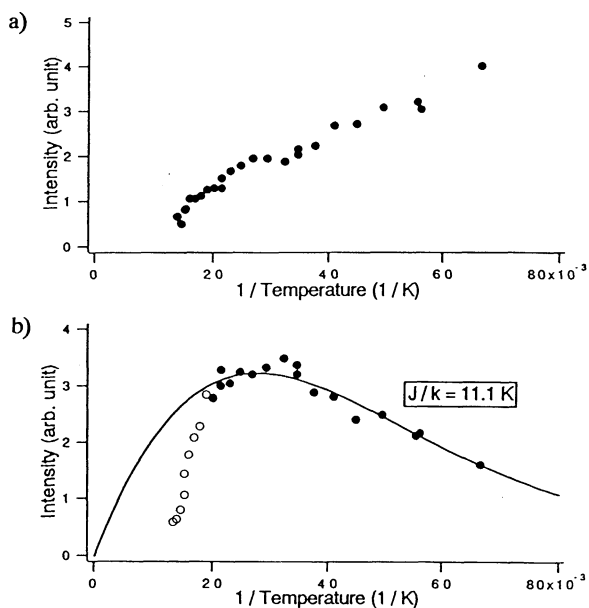 a)
5
4
3
2
1
0
Intensity (arb. unit)
0 20 40 60 80x10⁻³
1 / Temperature (1 / K)
b)
4
3
2
1
0
Intensity (arb. unit)
J / k = 11.1 K
0 20 40 60 80x10⁻³
1 / Temperature (1 / K)